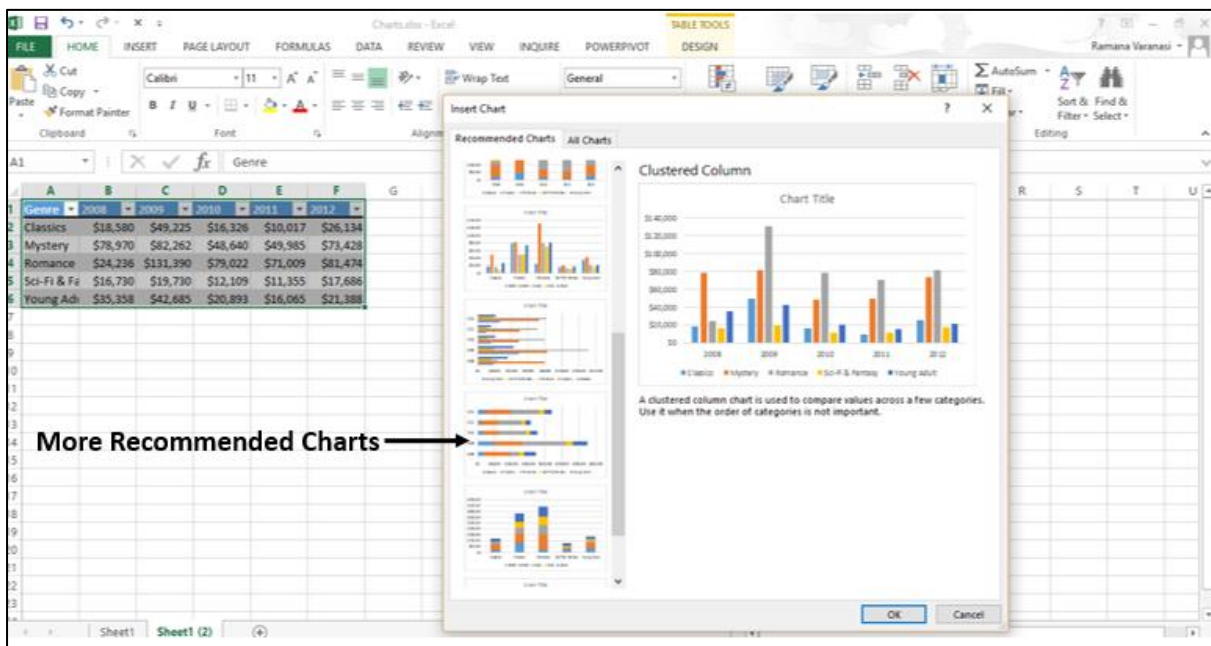 Charts.xlsx - Excel
TABLE TOOLS
FILE HOME INSERT PAGE LAYOUT FORMULAS DATA REVIEW VIEW INQUIRE POWERPIVOT DESIGN
Ramana Varanasi
Cut
Copy
Format Painter
Paste
Clipboard
Calibri 11
B I U
Font
Wrap Text
General
AutoSum
Fill
Sort & Filter
Find & Select
Editing
A1
fx Genre
A B C D E F G R S T U
Genre 2008 2009 2010 2011 2012
Classics $18,580 $49,225 $16,326 $10,017 $26,134
Mystery $78,970 $82,262 $48,640 $49,985 $73,428
Romance $24,236 $131,390 $79,022 $71,009 $81,474
Sci-Fi & Fa $16,730 $19,730 $12,109 $11,355 $17,686
Young Adu $35,358 $42,685 $20,893 $16,065 $21,388
More Recommended Charts
Insert Chart
? X
Recommended Charts All Charts
Clustered Column
Chart Title
$140,000
$120,000
$100,000
$80,000
$60,000
$40,000
$20,000
$0
2008 2009 2010 2011 2012
Classics Mystery Romance Sci-Fi & Fantasy Young Adult
A clustered column chart is used to compare values across a few categories.
Use it when the order of categories is not important.
OK Cancel
Sheet1 Sheet1 (2)